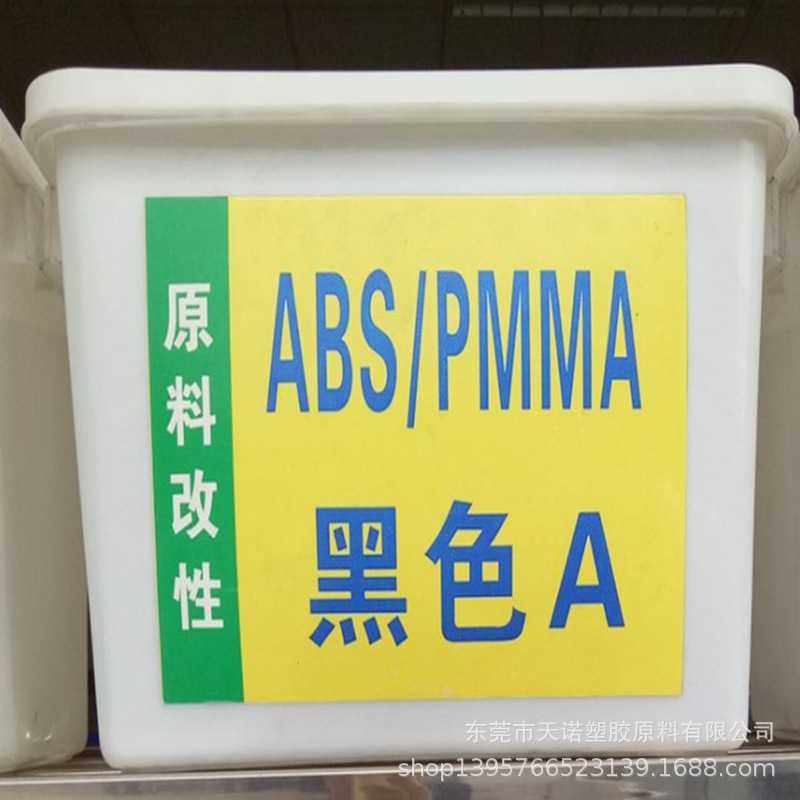 原料改性
ABS/PMMA
黑色A
东莞市天诺塑胶原料有限公司
shop1395766523139.1688.com